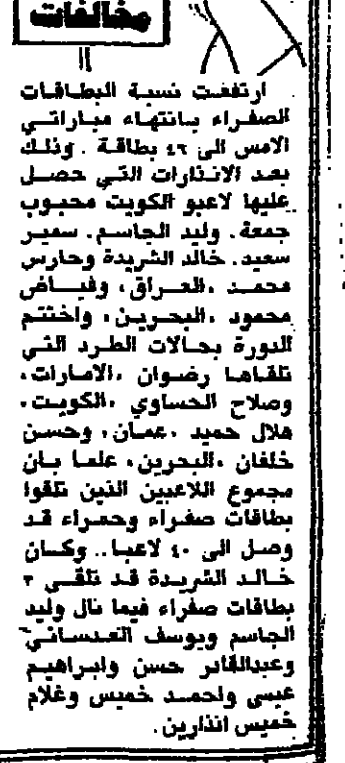 مخالفات
ارتفعت نسبة البطاقات
الصفراء بانتهاء مباراتي
الامس الى ٤٦ بطاقة . وذلك
بعد الانذارات التي حصل
عليها لاعبو الكويت محبوب
جمعة . وليد الجاسم . سمير
سعيد . خالد الشريدة وحارس
محمد ،العراق، وفياض
محمود ،البحرين، واختتم
الدورة بحالات الطرد التي
تلقاها رضوان ،الامارات،
وصلاح الحساوي ،الكويت،
هلال حميد ،عمان، وحسن
خلفان ،البحرين، علما بان
مجموع اللاعبين الذين تلقوا
بطاقات صفراء وحمراء قد
وصل الى ٤٠ لاعبا .. وكان
خالد الشريدة قد تلقى ٣
بطاقات صفراء فيما نال وليد
الجاسم ويوسف العدساني
وعبدالقادر حسن وابراهيم
عيسى واحمد خميس وغلام
خميس انذارين .